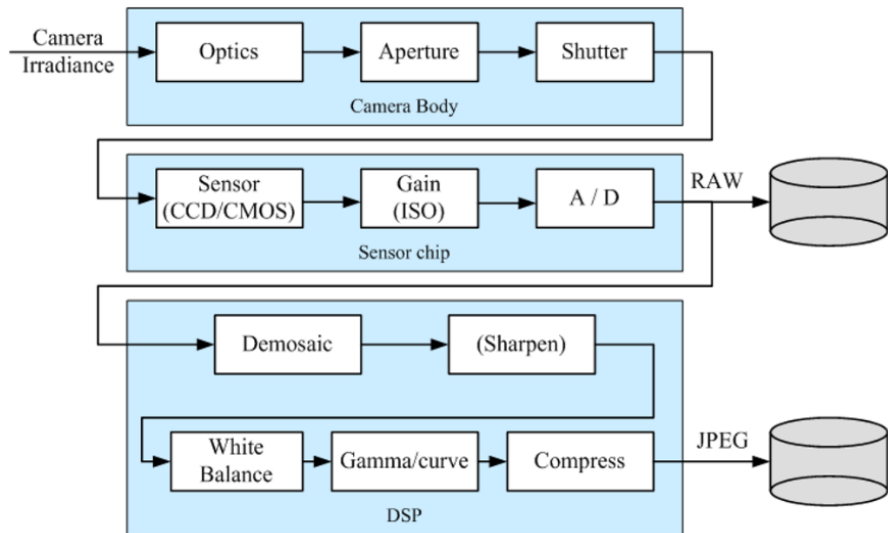 Camera
Irradiance
Optics
Aperture
Shutter
Camera Body
Sensor
(CCD/CMOS)
Gain
(ISO)
A / D
RAW
Sensor chip
Demosaic
(Sharpen)
White
Balance
Gamma/curve
Compress
JPEG
DSP